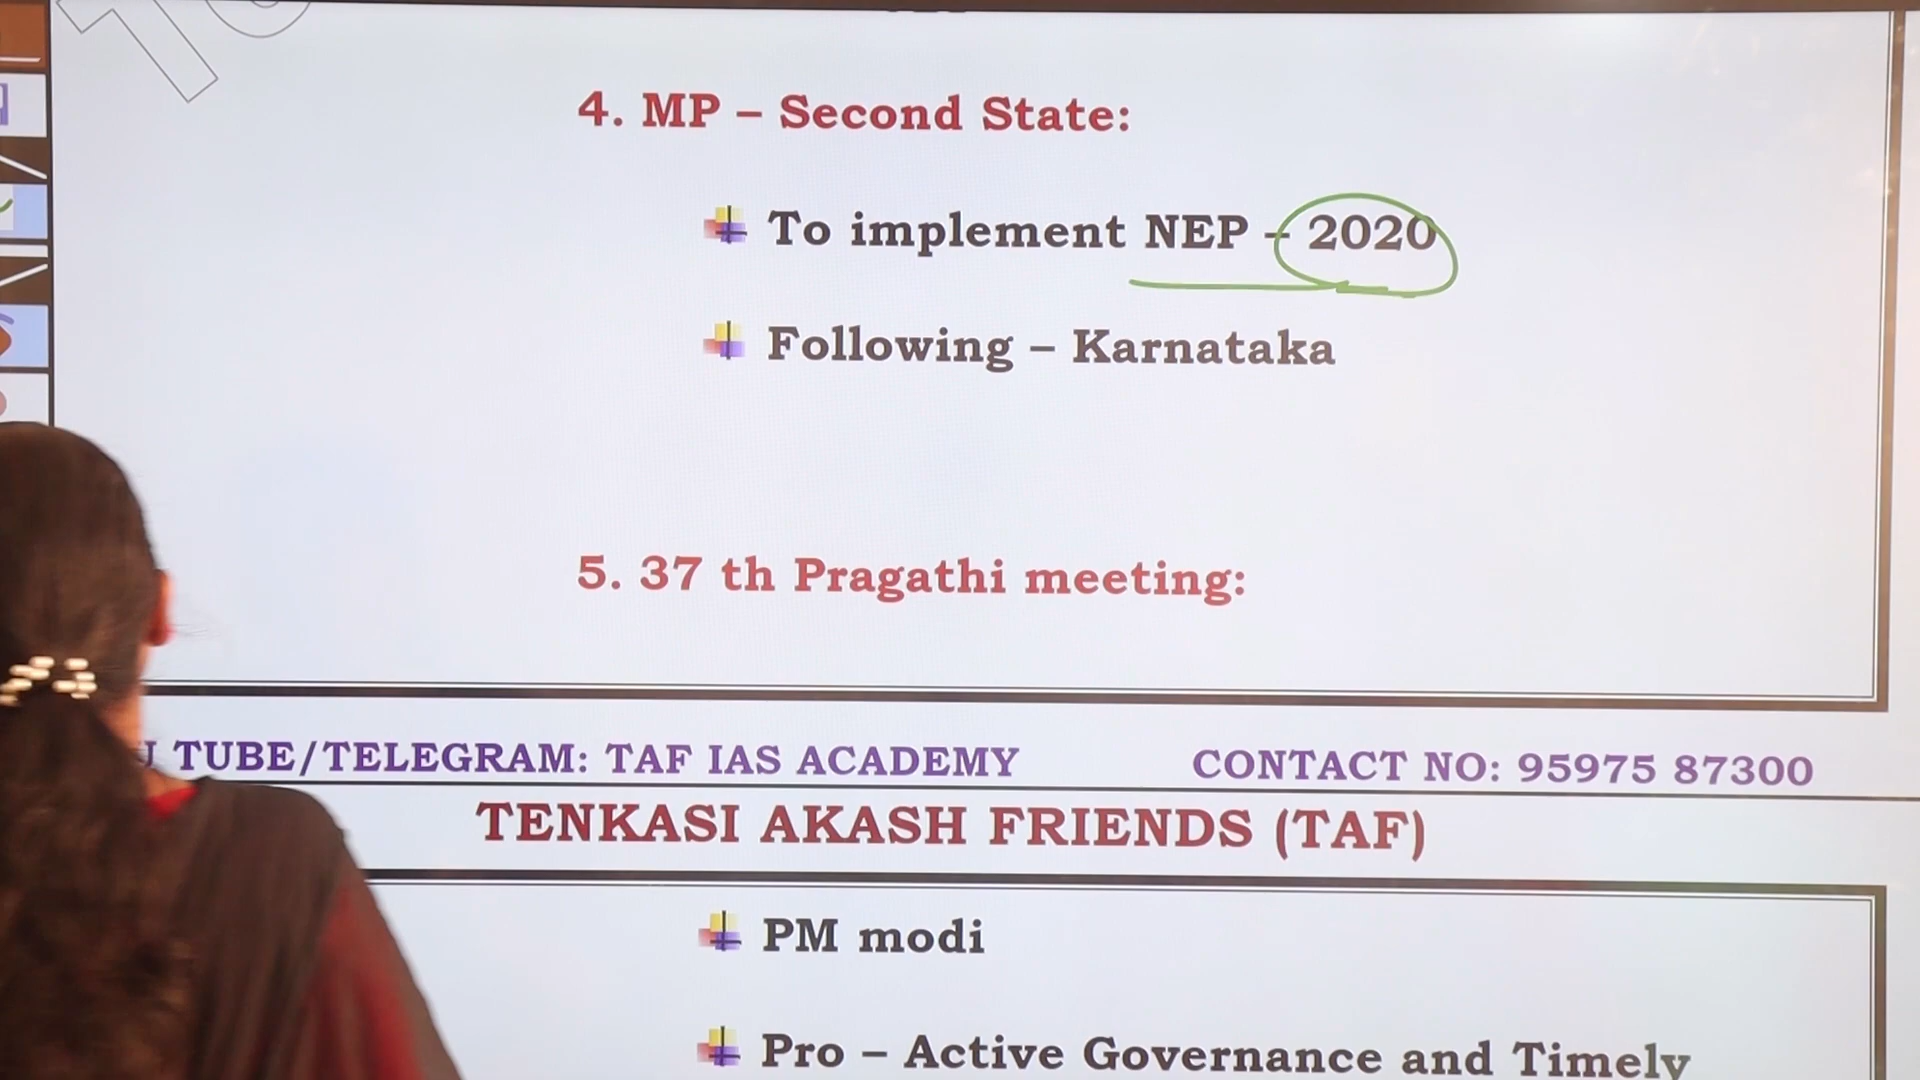 4. MP – Second State:
To implement NEP – 2020
Following – Karnataka
5. 37 th Pragathi meeting:
TUBE/TELEGRAM: TAF IAS ACADEMY CONTACT NO: 95975 87300
TENKASI AKASH FRIENDS (TAF)
PM modi
Pro – Active Governance and Timely